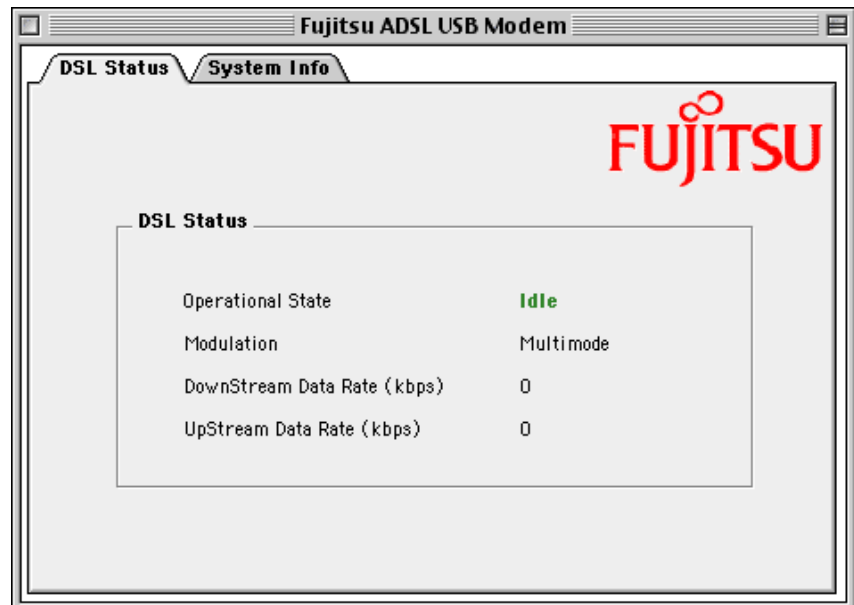 Fujitsu ADSL USB Modem
DSL Status System Info
FUJITSU
DSL Status
Operational State Idle
Modulation Multimode
DownStream Data Rate (kbps) 0
UpStream Data Rate (kbps) 0